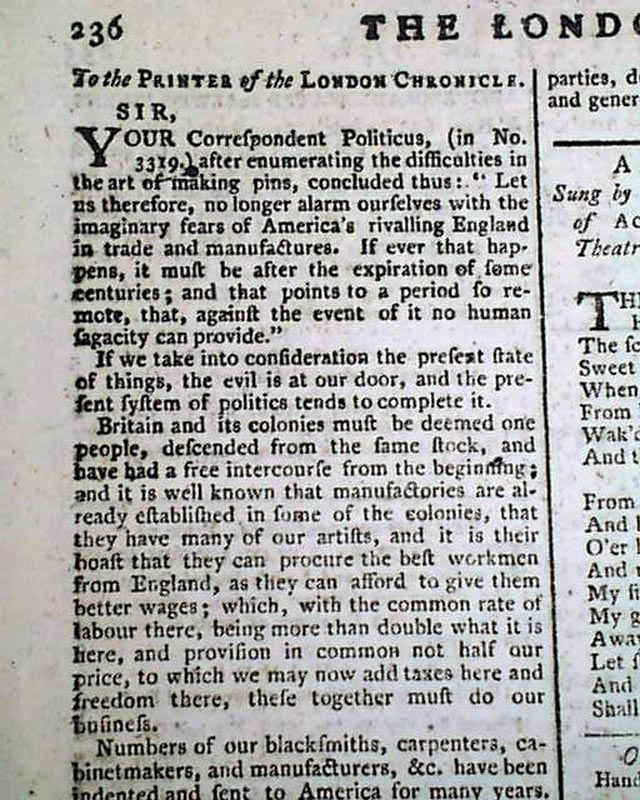 236
THE LONDO
To the PRINTER of the LONDON CHRONICLE.
SIR,
YOUR Correſpondent Politicus, (in No.
3319.) after enumerating the difficulties in
the art of making pins, concluded thus: “ Let
us therefore, no longer alarm ourſelves with the
imaginary fears of America's rivalling England
in trade and manufactures. If ever that hap-
pens, it muſt be after the expiration of ſome
centuries; and that points to a period ſo re-
mote, that, againſt the event of it no human
ſagacity can provide.”
If we take into conſideration the preſent ſtate
of things, the evil is at our door, and the pre-
ſent ſyſtem of politics tends to complete it.
Britain and its colonies muſt be deemed one
people, deſcended from the ſame ſtock, and
have had a free intercourſe from the beginning;
and it is well known that manufactories are al-
ready eſtabliſhed in ſome of the colonies, that
they have many of our artiſts, and it is their
boaſt that they can procure the beſt workmen
from England, as they can afford to give them
better wages; which, with the common rate of
labour there, being more than double what it is
here, and proviſion in common not half our
price, to which we may now add taxes here and
freedom there, theſe together muſt do our
buſineſs.
Numbers of our blackſmiths, carpenters, ca-
binetmakers, and manufacturers, &c. have been
indented and ſent to America for many years.
parties, d
and gener
A
Sung by
of Ac
Theatr
TH
H
The ſc
Sweet
When
From
Wak'd
And t
From
And
O'er l
And
My ſi
My g
Away
Let ſ
And
Shall
O
Hand